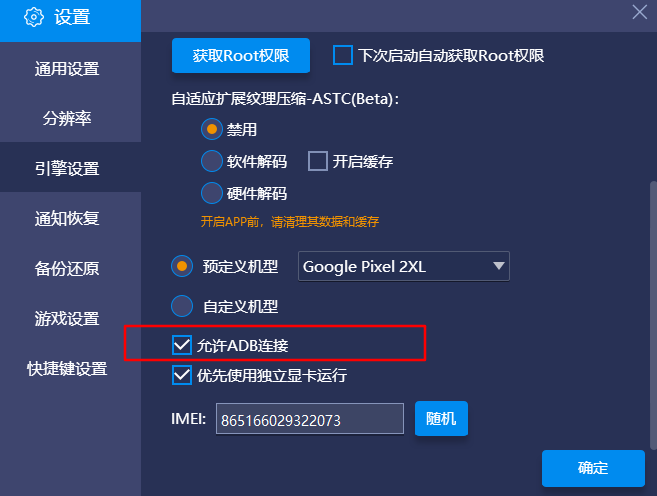 设置
通用设置
分辨率
引擎设置
通知恢复
备份还原
游戏设置
快捷键设置
获取Root权限
下次启动自动获取Root权限
自适应扩展纹理压缩-ASTC(Beta)：
禁用
软件解码 开启缓存
硬件解码
开启APP前，请清理其数据和缓存
预定义机型 Google Pixel 2XL
自定义机型
允许ADB连接
优先使用独立显卡运行
IMEI: 865166029322073 随机
确定